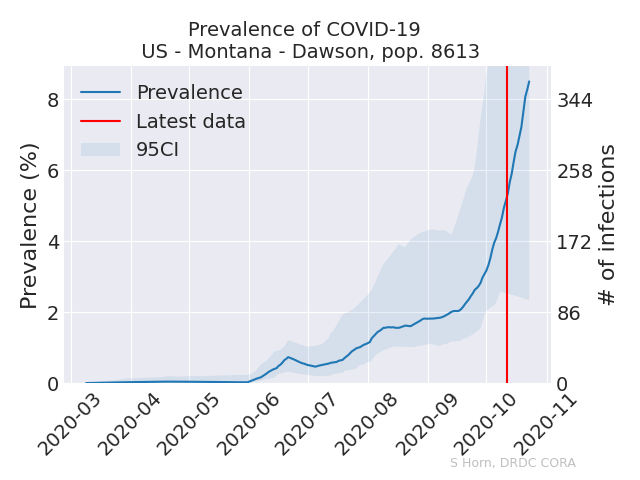 Prevalence of COVID-19
US - Montana - Dawson, pop. 8613
Prevalence
Latest data
95CI
Prevalence (%)
8
6
4
2
0
344
258
172
86
0
# of infections
2020-03
2020-04
2020-05
2020-06
2020-07
2020-08
2020-09
2020-10
2020-11
S Horn, DRDC CORA